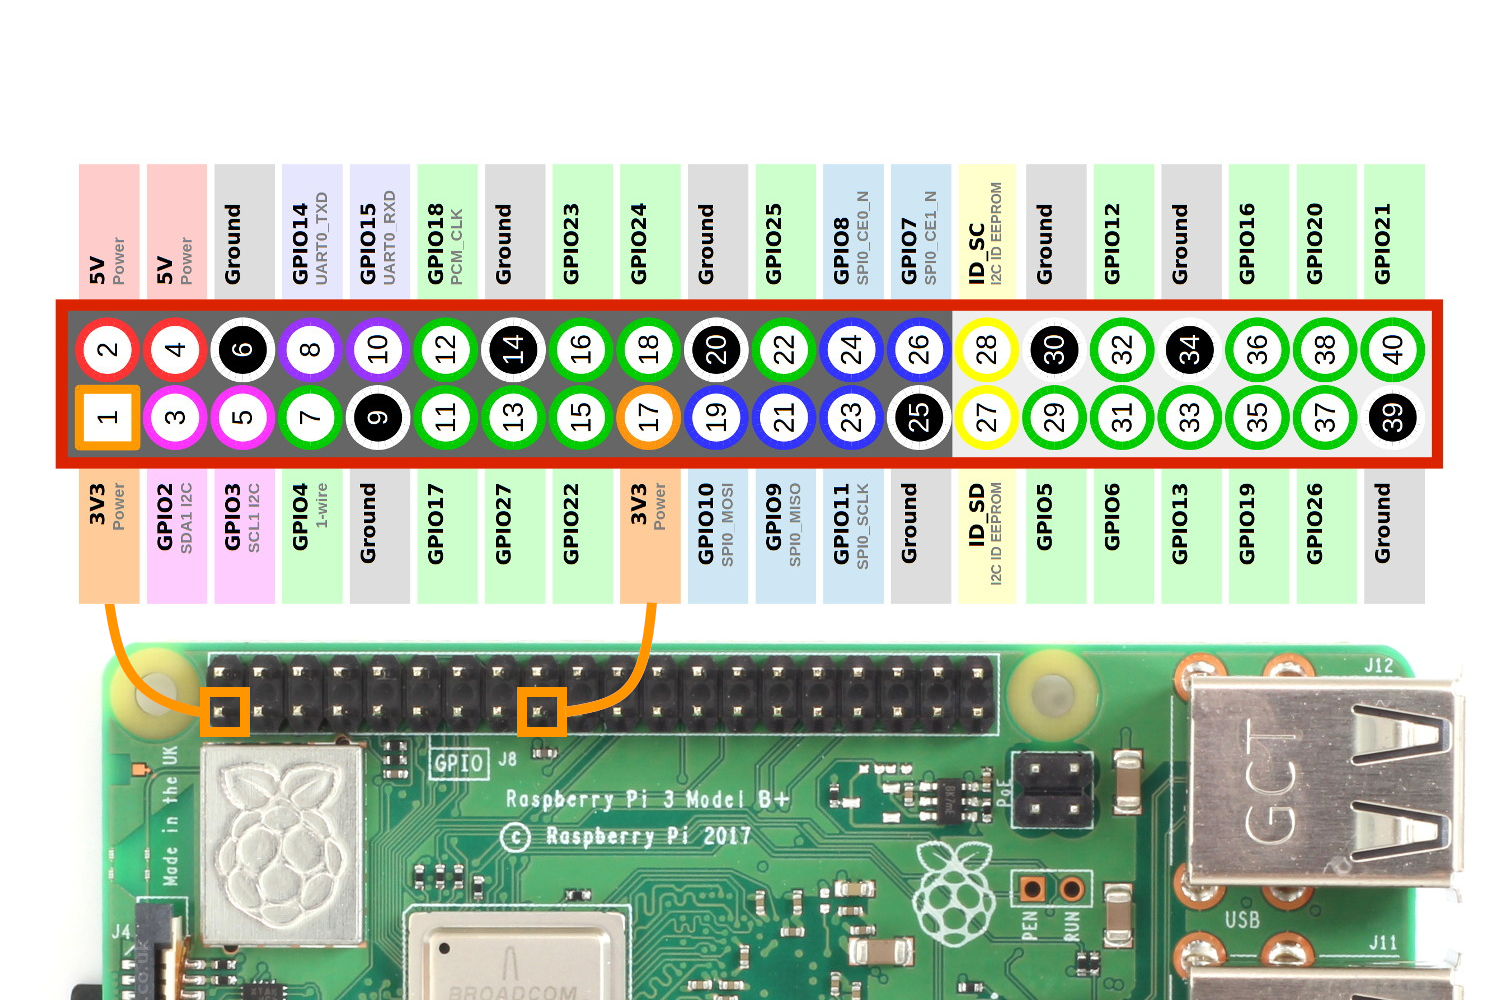 5V
Power
5V
Power
Ground
GPIO14
UART0_TXD
GPIO15
UART0_RXD
GPIO18
PCM_CLK
Ground
GPIO23
GPIO24
Ground
GPIO25
GPIO8
SPI0_CE0_N
GPIO7
SPI0_CE1_N
ID_SC
I2C ID EEPROM
Ground
GPIO12
Ground
GPIO16
GPIO20
GPIO21
2 4 6 8 10 12 14 16 18 20 22 24 26 28 30 32 34 36 38 40
1 3 5 7 9 11 13 15 17 19 21 23 25 27 29 31 33 35 37 39
3V3
Power
GPIO2
SDA1 I2C
GPIO3
SCL1 I2C
GPIO4
1-wire
Ground
GPIO17
GPIO27
GPIO22
3V3
Power
GPIO10
SPI0_MOSI
GPIO9
SPI0_MISO
GPIO11
SPI0_SCLK
Ground
ID_SD
I2C ID EEPROM
GPIO5
GPIO6
GPIO13
GPIO19
GPIO26
Ground
J12
GPIO J8
Made in the UK
Raspberry Pi 3 Model B+
© Raspberry Pi 2017
PoE
GCT
PEN
RUN
USB
J11
J4
BROADCOM